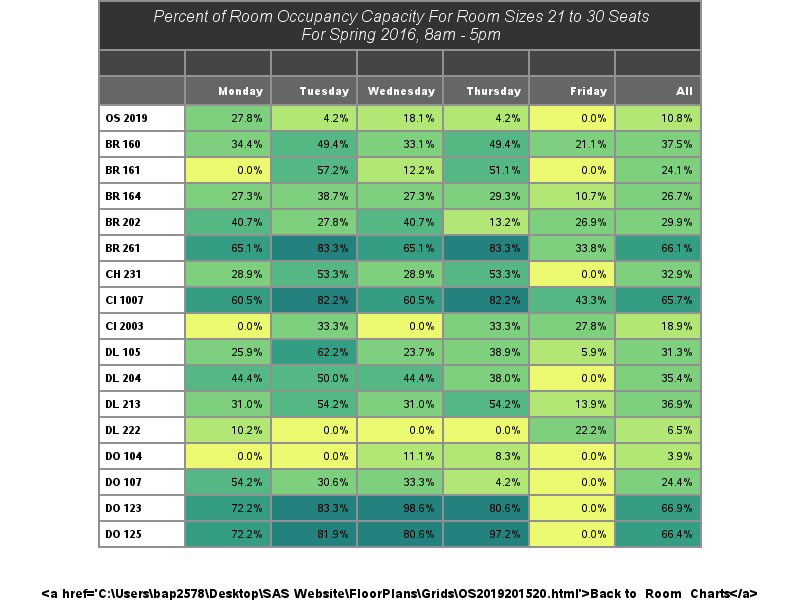 Percent of Room Occupancy Capacity For Room Sizes 21 to 30 Seats
For Spring 2016, 8am - 5pm
Monday Tuesday Wednesday Thursday Friday All
OS 2019 27.8% 4.2% 18.1% 4.2% 0.0% 10.8%
BR 160 34.4% 49.4% 33.1% 49.4% 21.1% 37.5%
BR 161 0.0% 57.2% 12.2% 51.1% 0.0% 24.1%
BR 164 27.3% 38.7% 27.3% 29.3% 10.7% 26.7%
BR 202 40.7% 27.8% 40.7% 13.2% 26.9% 29.9%
BR 261 65.1% 83.3% 65.1% 83.3% 33.8% 66.1%
CH 231 28.9% 53.3% 28.9% 53.3% 0.0% 32.9%
CI 1007 60.5% 82.2% 60.5% 82.2% 43.3% 65.7%
CI 2003 0.0% 33.3% 0.0% 33.3% 27.8% 18.9%
DL 105 25.9% 62.2% 23.7% 38.9% 5.9% 31.3%
DL 204 44.4% 50.0% 44.4% 38.0% 0.0% 35.4%
DL 213 31.0% 54.2% 31.0% 54.2% 13.9% 36.9%
DL 222 10.2% 0.0% 0.0% 0.0% 22.2% 6.5%
DO 104 0.0% 0.0% 11.1% 8.3% 0.0% 3.9%
DO 107 54.2% 30.6% 33.3% 4.2% 0.0% 24.4%
DO 123 72.2% 83.3% 98.6% 80.6% 0.0% 66.9%
DO 125 72.2% 81.9% 80.6% 97.2% 0.0% 66.4%
<a href='C:\Users\bap2578\Desktop\SAS Website\FloorPlans\Grids\OS2019201520.html'>Back to Room Charts</a>